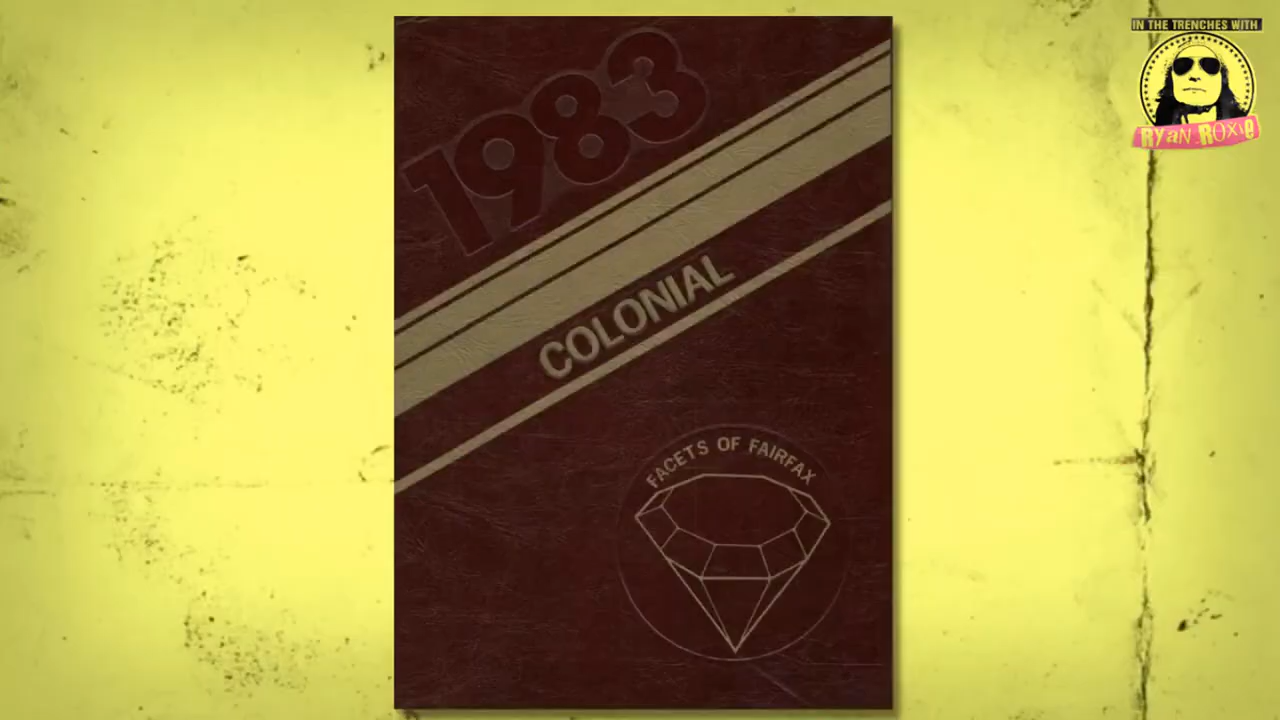 IN THE TRENCHES WITH
RYAN ROXIE
1983
COLONIAL
FACETS OF FAIRFAX